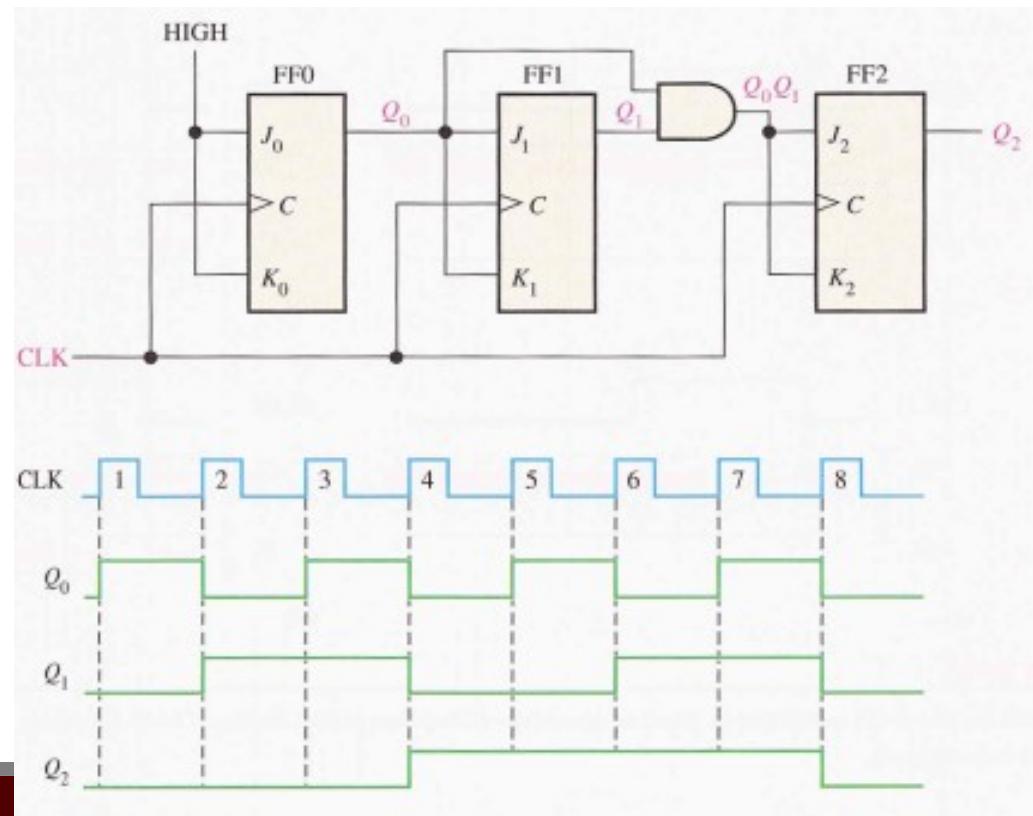 HIGH
FF0 FF1 FF2
Q0 Q1 Q0Q1
J0 J1 J2 Q2
C C C
K0 K1 K2
CLK
CLK 1 2 3 4 5 6 7 8
Q0
Q1
Q2